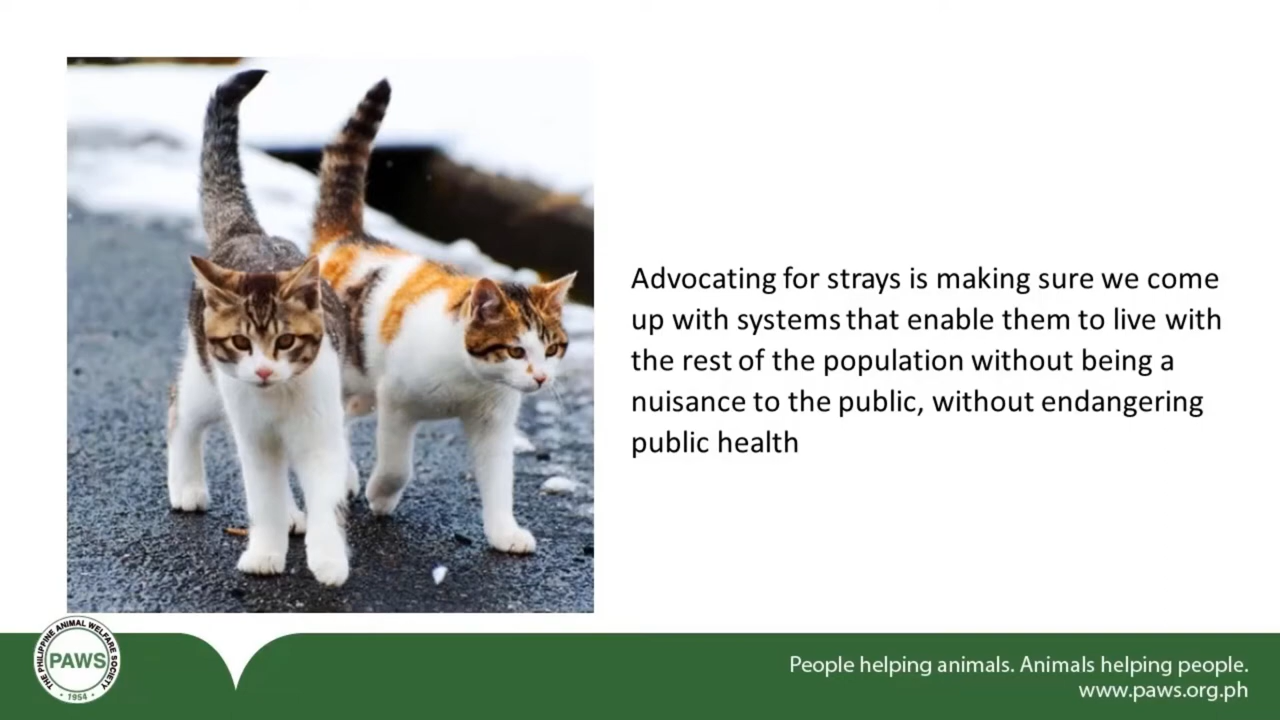 Advocating for strays is making sure we come
up with systems that enable them to live with
the rest of the population without being a
nuisance to the public, without endangering
public health
THE PHILIPPINE ANIMAL WELFARE SOCIETY
PAWS
• 1954 •
People helping animals. Animals helping people.
www.paws.org.ph